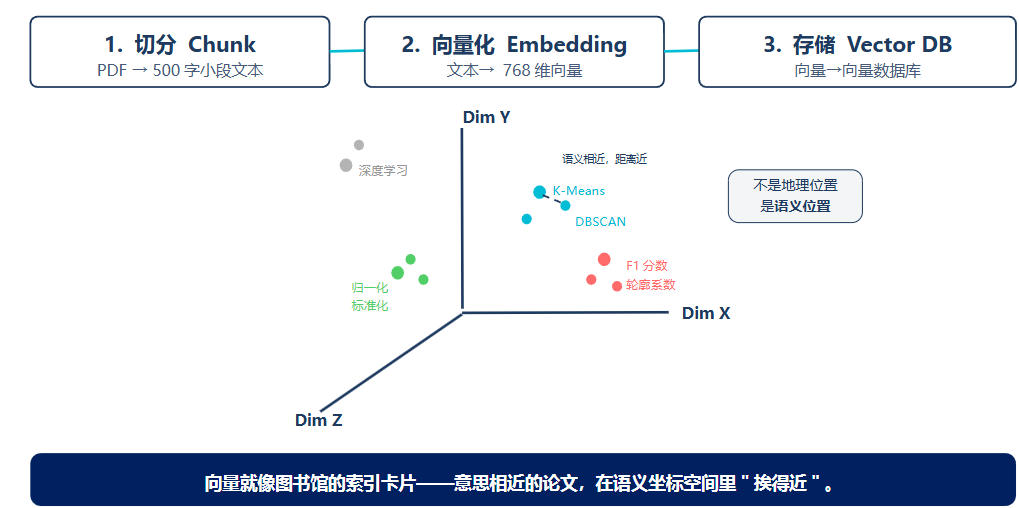 1. 切分 Chunk
PDF → 500 字小段文本
2. 向量化 Embedding
文本→ 768 维向量
3. 存储 Vector DB
向量→向量数据库
Dim Y
深度学习
语义相近，距离近
K-Means
DBSCAN
不是地理位置
是语义位置
F1 分数
轮廓系数
归一化
标准化
Dim X
Dim Z
向量就像图书馆的索引卡片——意思相近的论文，在语义坐标空间里 " 挨得近 " 。